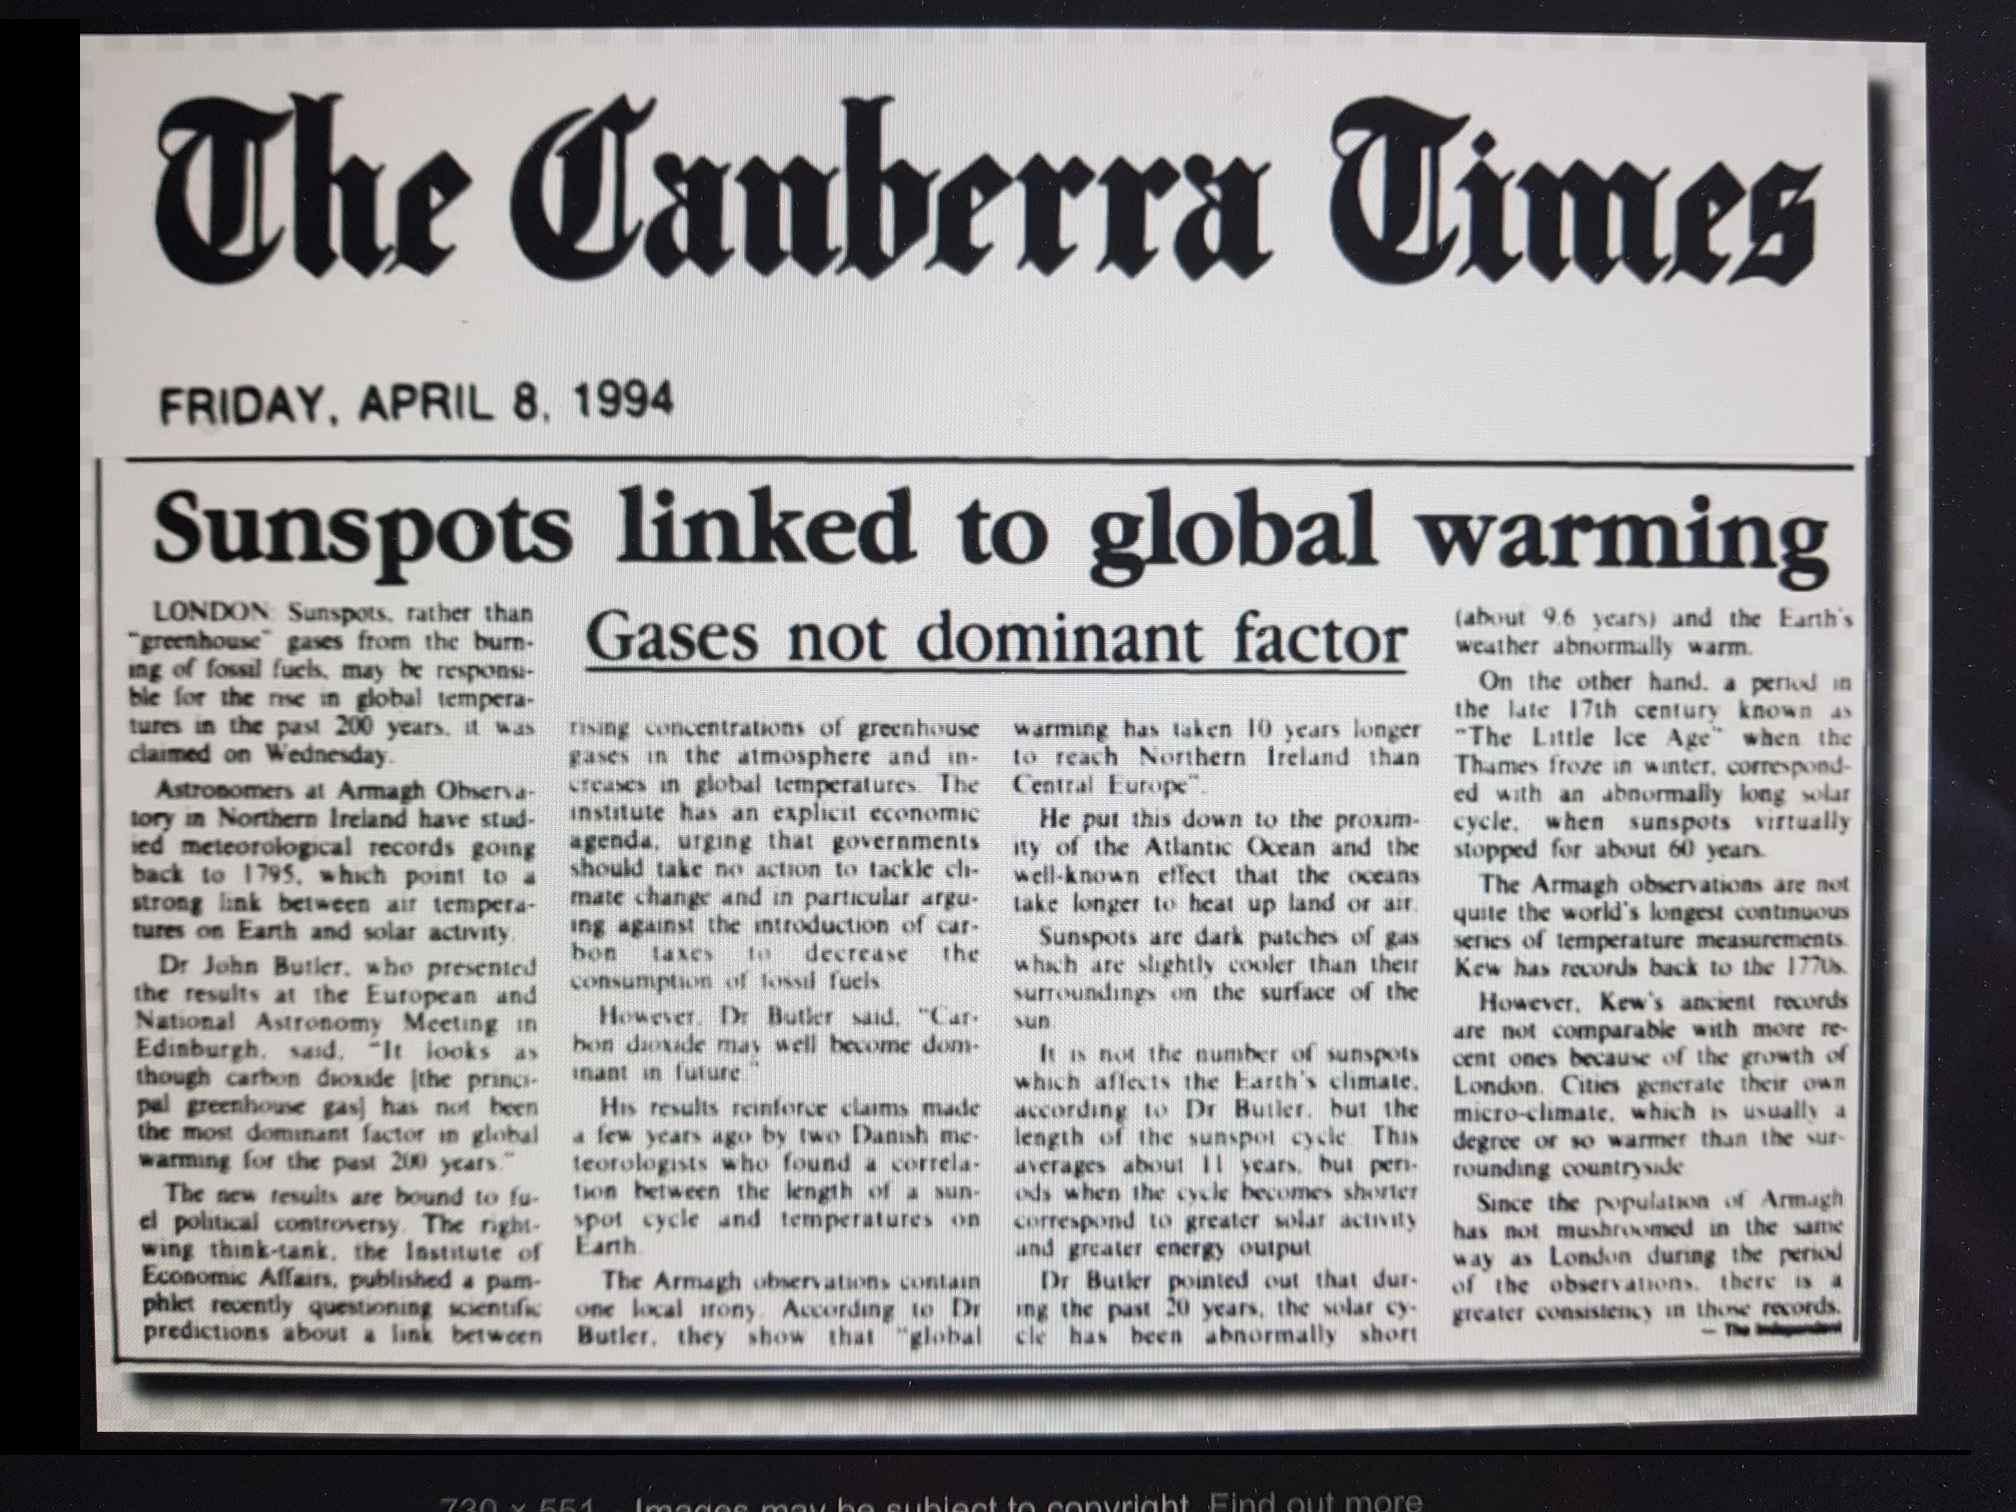 The Canberra Times
FRIDAY, APRIL 8, 1994
Sunspots linked to global warming
Gases not dominant factor
LONDON: Sunspots, rather than
"greenhouse" gases from the burn-
ing of fossil fuels, may be responsi-
ble for the rise in global tempera-
tures in the past 200 years, it was
claimed on Wednesday.
Astronomers at Armagh Observa-
tory in Northern Ireland have stud-
ied meteorological records going
back to 1795, which point to a
strong link between air tempera-
tures on Earth and solar activity.
Dr John Butler, who presented
the results at the European and
National Astronomy Meeting in
Edinburgh, said, "It looks as
though carbon dioxide [the princi-
pal greenhouse gas] has not been
the most dominant factor in global
warming for the past 200 years."
The new results are bound to fu-
el political controversy. The right-
wing think-tank, the Institute of
Economic Affairs, published a pam-
phlet recently questioning scientific
predictions about a link between
rising concentrations of greenhouse
gases in the atmosphere and in-
creases in global temperatures. The
institute has an explicit economic
agenda, urging that governments
should take no action to tackle cli-
mate change and in particular argu-
ing against the introduction of car-
bon taxes to decrease the
consumption of fossil fuels.
However, Dr Butler said, "Car-
bon dioxide may well become dom-
inant in future."
His results reinforce claims made
a few years ago by two Danish me-
teorologists who found a correla-
tion between the length of a sun-
spot cycle and temperatures on
Earth.
The Armagh observations contain
one local irony. According to Dr
Butler, they show that "global
warming has taken 10 years longer
to reach Northern Ireland than
Central Europe".
He put this down to the proxim-
ity of the Atlantic Ocean and the
well-known effect that the oceans
take longer to heat up land or air.
Sunspots are dark patches of gas
which are slightly cooler than their
surroundings on the surface of the
sun.
It is not the number of sunspots
which affects the Earth's climate,
according to Dr Butler, but the
length of the sunspot cycle. This
averages about 11 years, but peri-
ods when the cycle becomes shorter
correspond to greater solar activity
and greater energy output.
Dr Butler pointed out that dur-
ing the past 20 years, the solar cy-
cle has been abnormally short
(about 9.6 years) and the Earth's
weather abnormally warm.
On the other hand, a period in
the late 17th century known as
"The Little Ice Age" when the
Thames froze in winter, correspond-
ed with an abnormally long solar
cycle, when sunspots virtually
stopped for about 60 years.
The Armagh observations are not
quite the world's longest continuous
series of temperature measurements.
Kew has records back to the 1770s.
However, Kew's ancient records
are not comparable with more re-
cent ones because of the growth of
London. Cities generate their own
micro-climate, which is usually a
degree or so warmer than the sur-
rounding countryside.
Since the population of Armagh
has not mushroomed in the same
way as London during the period
of the observations, there is a
greater consistency in those records.
— The Independent
730 × 551 Images may be subject to copyright. Find out more